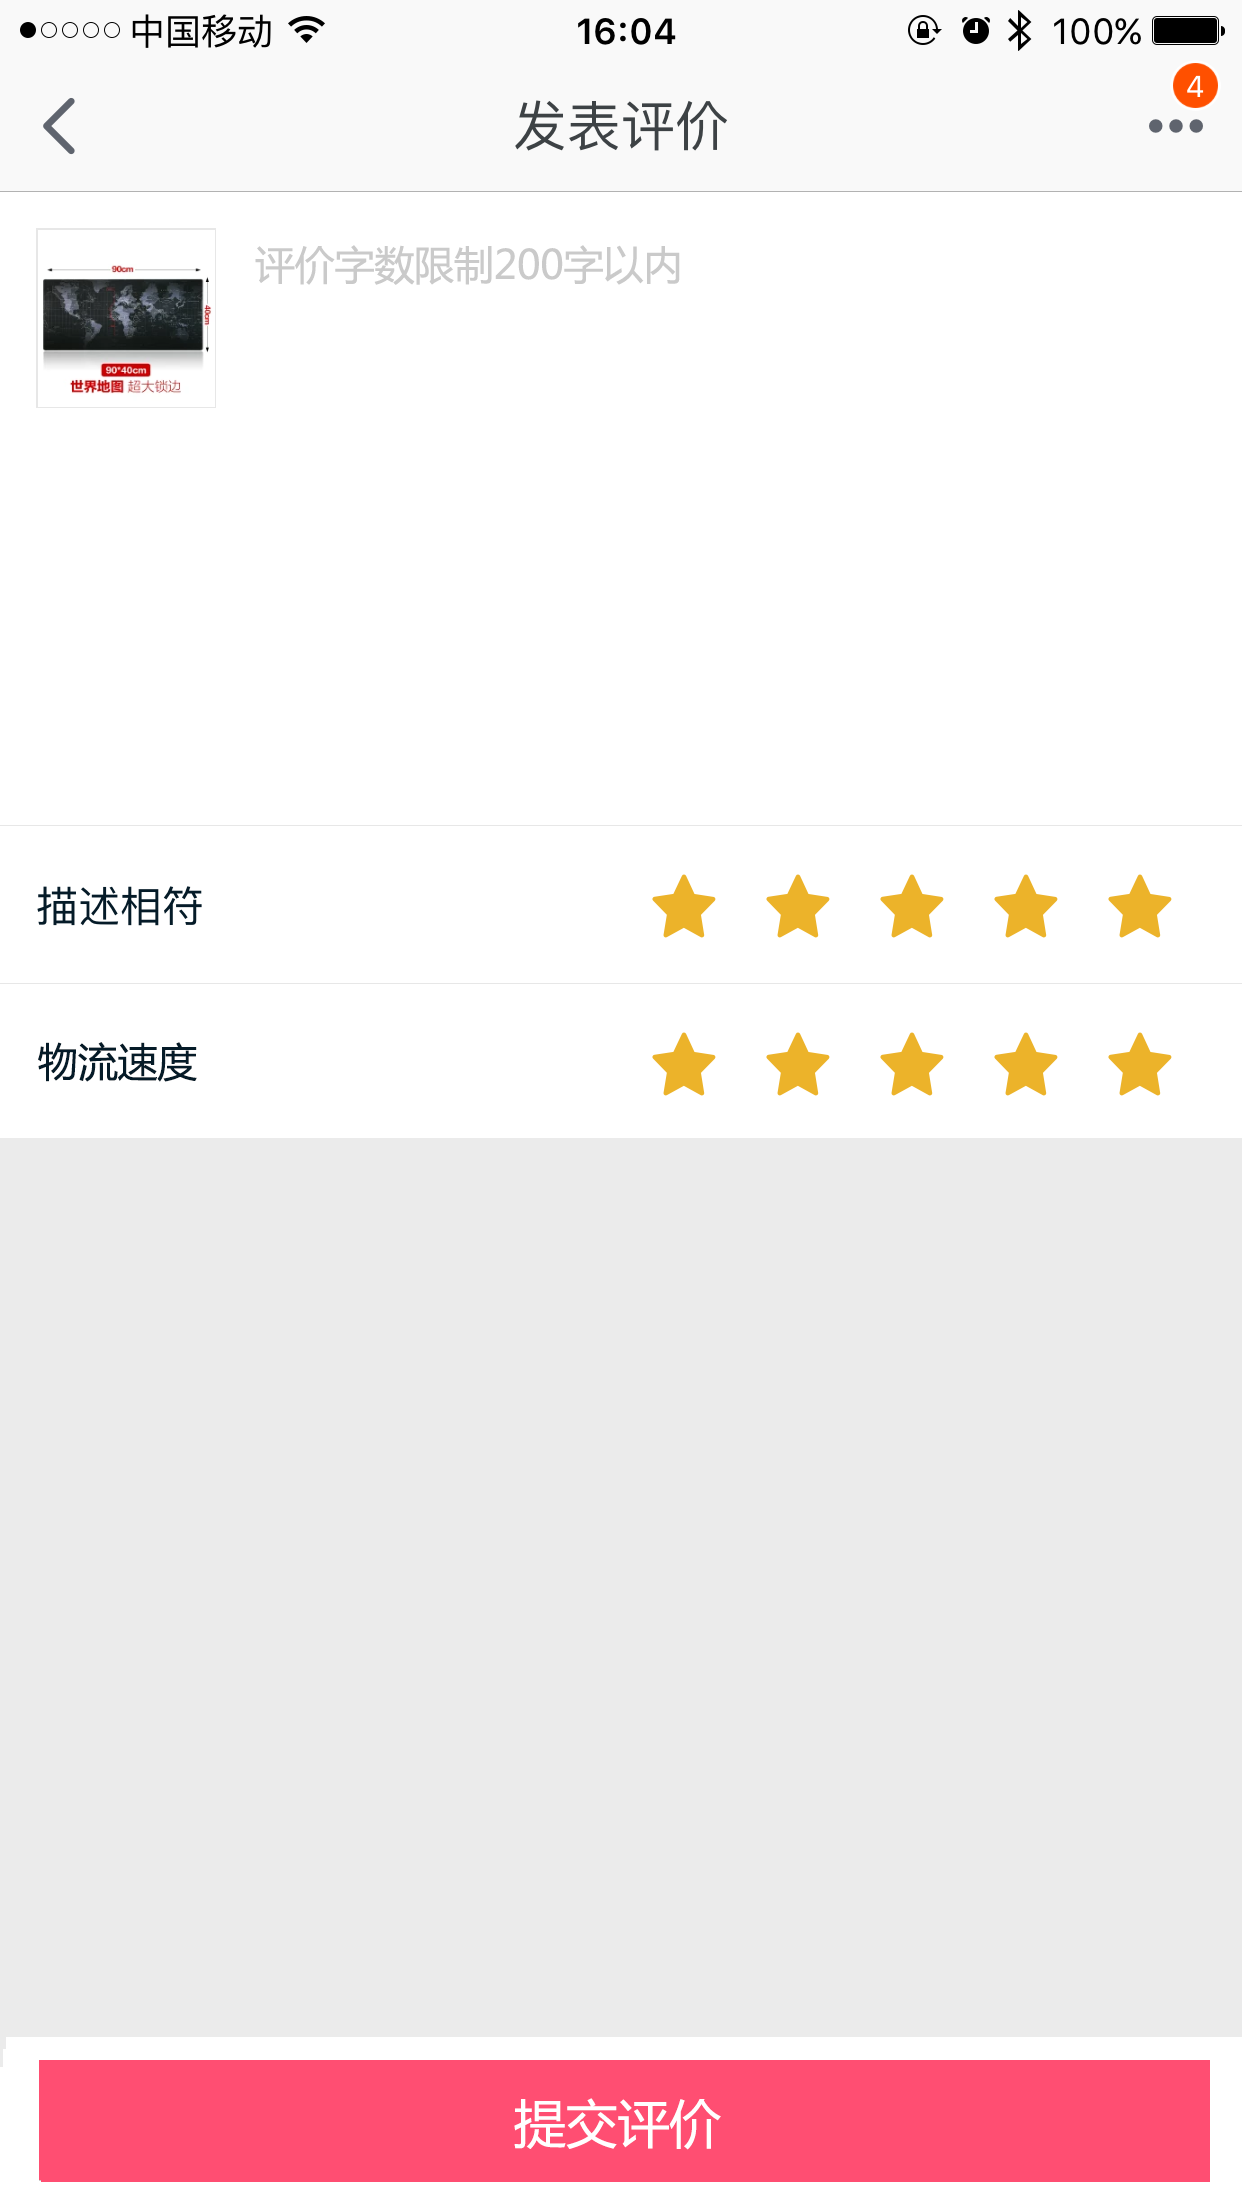 中国移动 16:04 100%
4
发表评价
评价字数限制200字以内
90cm
40cm
90*40cm
世界地图 超大锁边
描述相符
物流速度
提交评价